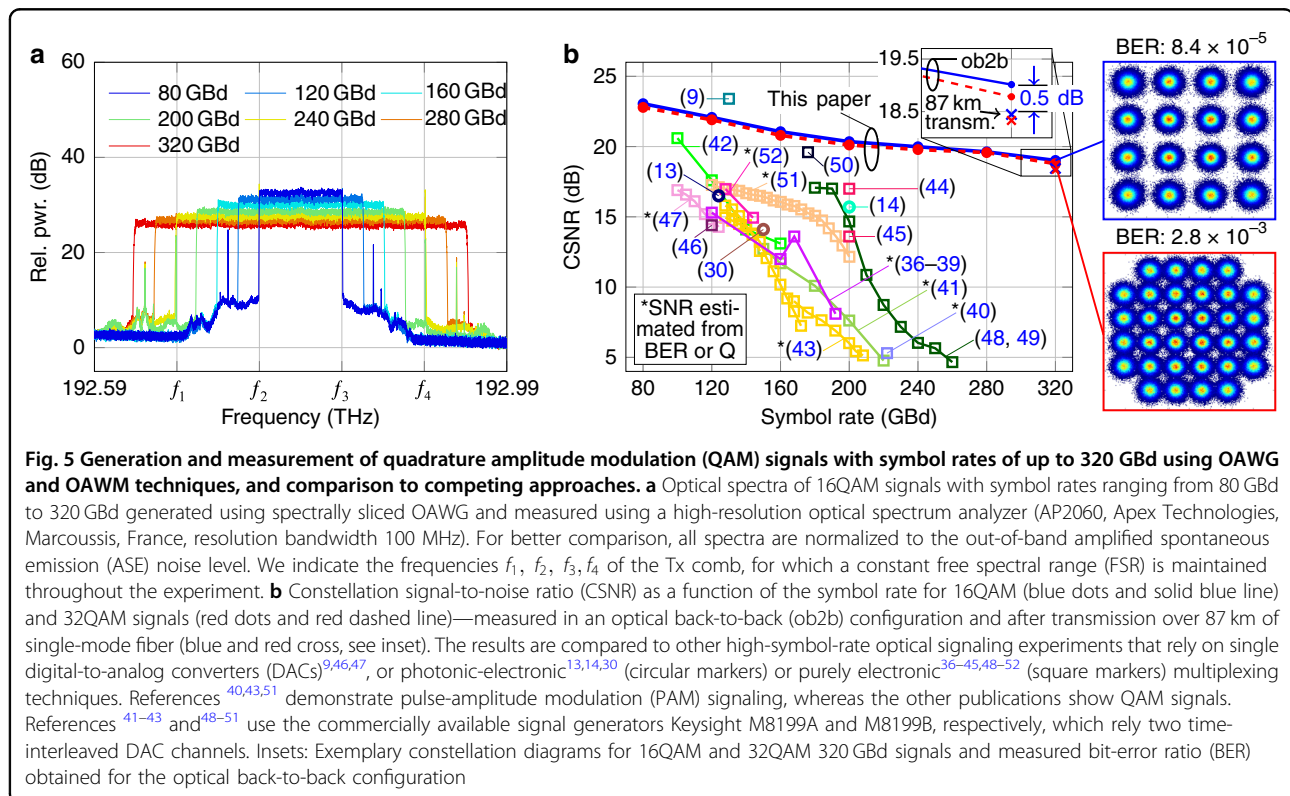 a
60
40
20
0
Rel. pwr. (dB)
80 GBd 120 GBd 160 GBd
200 GBd 240 GBd 280 GBd
320 GBd
192.59 f1 f2 f3 f4 192.99
Frequency (THz)
b
25
20
15
10
5
CSNR (dB)
80 120 160 200 240 280 320
Symbol rate (GBd)
(9)
This paper
(42)
*(52)
(50)
(13)
*(51)
(44)
(14)
*(47)
(45)
(46)
(30)
*(36–39)
*(41)
*(40)
*(43)
(48, 49)
*SNR esti-
mated from
BER or Q
19.5
ob2b
0.5 dB
18.5
87 km
transm.
BER: 8.4 × 10−5
BER: 2.8 × 10−3
Fig. 5 Generation and measurement of quadrature amplitude modulation (QAM) signals with symbol rates of up to 320 GBd using OAWG
and OAWM techniques, and comparison to competing approaches. a Optical spectra of 16QAM signals with symbol rates ranging from 80 GBd
to 320 GBd generated using spectrally sliced OAWG and measured using a high-resolution optical spectrum analyzer (AP2060, Apex Technologies,
Marcoussis, France, resolution bandwidth 100 MHz). For better comparison, all spectra are normalized to the out-of-band amplified spontaneous
emission (ASE) noise level. We indicate the frequencies f1, f2, f3, f4 of the Tx comb, for which a constant free spectral range (FSR) is maintained
throughout the experiment. b Constellation signal-to-noise ratio (CSNR) as a function of the symbol rate for 16QAM (blue dots and solid blue line)
and 32QAM signals (red dots and red dashed line)—measured in an optical back-to-back (ob2b) configuration and after transmission over 87 km of
single-mode fiber (blue and red cross, see inset). The results are compared to other high-symbol-rate optical signaling experiments that rely on single
digital-to-analog converters (DACs)9,46,47, or photonic-electronic13,14,30 (circular markers) or purely electronic36–45,48–52 (square markers) multiplexing
techniques. References 40,43,51 demonstrate pulse-amplitude modulation (PAM) signaling, whereas the other publications show QAM signals.
References 41–43 and48–51 use the commercially available signal generators Keysight M8199A and M8199B, respectively, which rely two time-
interleaved DAC channels. Insets: Exemplary constellation diagrams for 16QAM and 32QAM 320 GBd signals and measured bit-error ratio (BER)
obtained for the optical back-to-back configuration